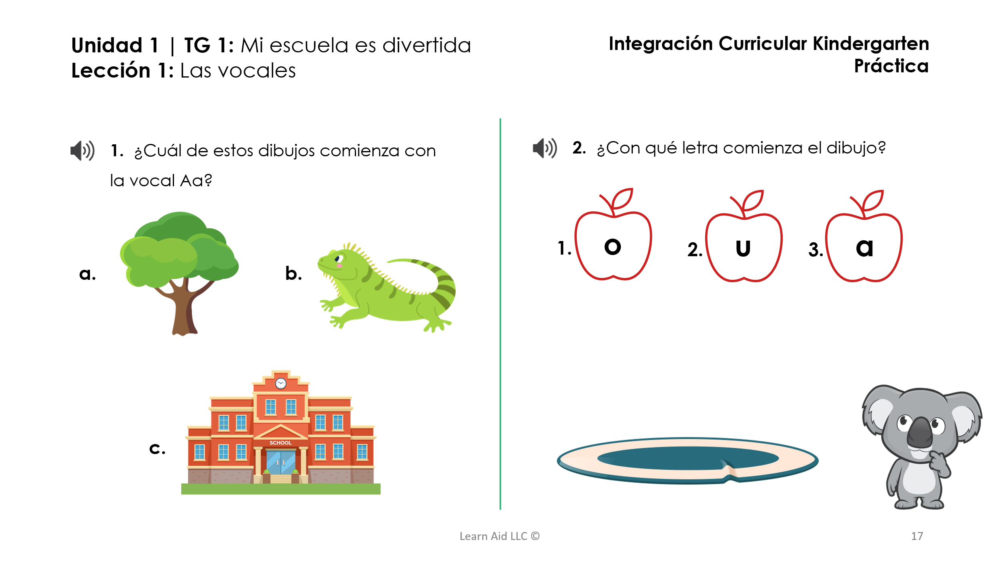 Unidad 1 | TG 1: Mi escuela es divertida
Lección 1: Las vocales
Integración Curricular Kindergarten
Práctica
1. ¿Cuál de estos dibujos comienza con
la vocal Aa?
a.
b.
c.
SCHOOL
2. ¿Con qué letra comienza el dibujo?
1. o
2. u
3. a
Learn Aid LLC ©
17